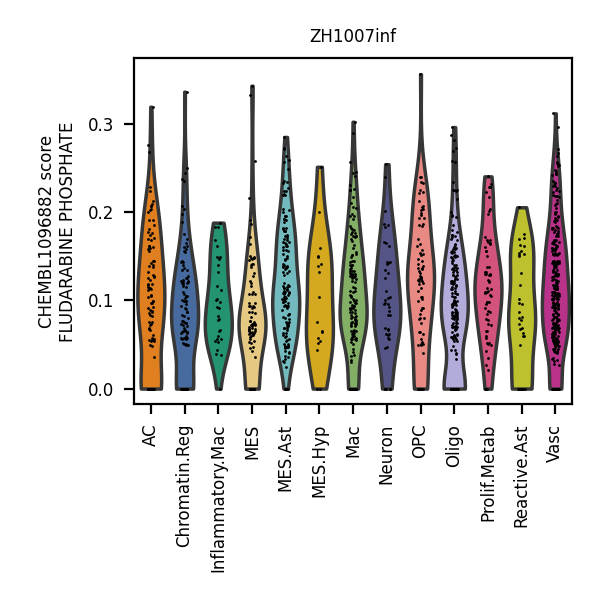 ZH1007inf
CHEMBL1096882 score
FLUDARABINE PHOSPHATE
0.3
0.2
0.1
0.0
AC
Chromatin.Reg
Inflammatory.Mac
MES
MES.Ast
MES.Hyp
Mac
Neuron
OPC
Oligo
Prolif.Metab
Reactive.Ast
Vasc